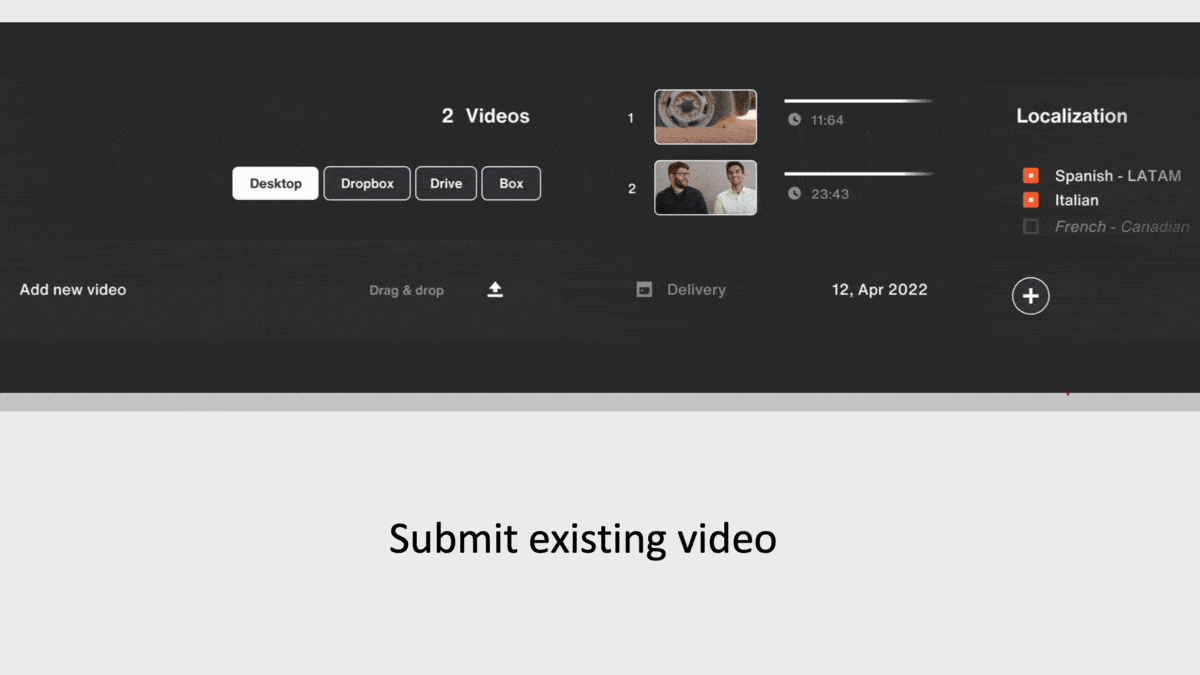 2 Videos
Desktop
Dropbox
Drive
Box
Add new video
Drag & drop
1
11:64
2
23:43
Delivery
12, Apr 2022
Localization
Spanish - LATAM
Italian
French - Canadian
Submit existing video